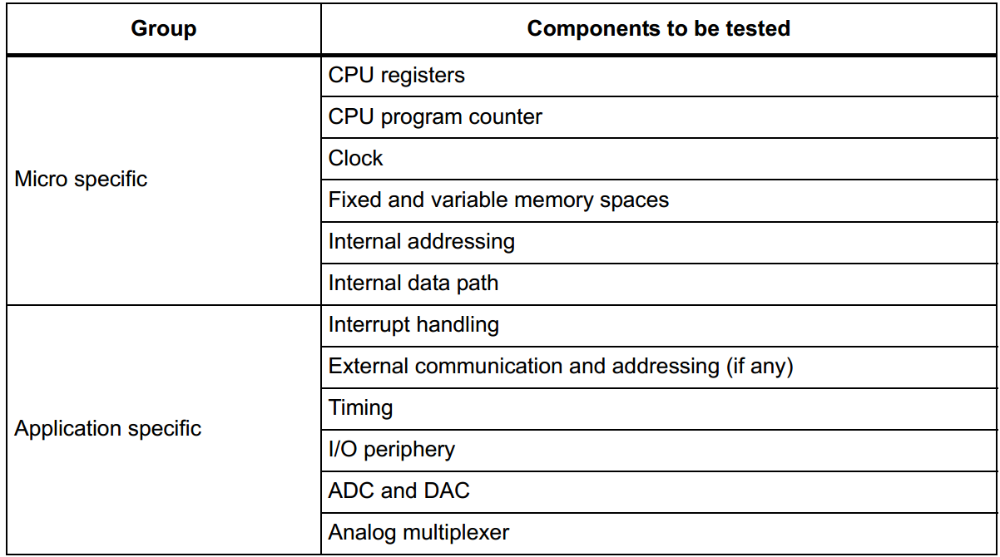 Group
Components to be tested
Micro specific
CPU registers
CPU program counter
Clock
Fixed and variable memory spaces
Internal addressing
Internal data path
Application specific
Interrupt handling
External communication and addressing (if any)
Timing
I/O periphery
ADC and DAC
Analog multiplexer